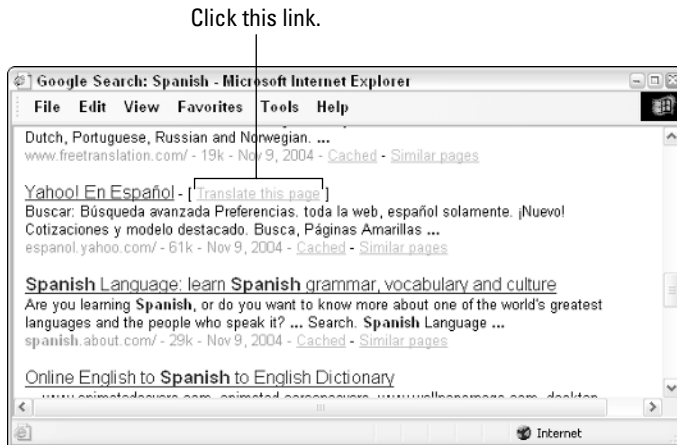 Click this link.
Google Search: Spanish - Microsoft Internet Explorer
File Edit View Favorites Tools Help
Dutch, Portuguese, Russian and Norwegian. ...
www.freetranslation.com/ - 19k - Nov 9, 2004 - Cached - Similar pages
Yahoo! En Español - [ Translate this page ]
Buscar: Búsqueda avanzada Preferencias. toda la web, español solamente. ¡Nuevo!
Cotizaciones y modelo destacado. Busca, Páginas Amarillas ...
espanol.yahoo.com/ - 61k - Nov 9, 2004 - Cached - Similar pages
Spanish Language: learn Spanish grammar, vocabulary and culture
Are you learning Spanish, or do you want to know more about one of the world's greatest
languages and the people who speak it? ... Search. Spanish Language ...
spanish.about.com/ - 29k - Nov 9, 2004 - Cached - Similar pages
Online English to Spanish to English Dictionary
Internet